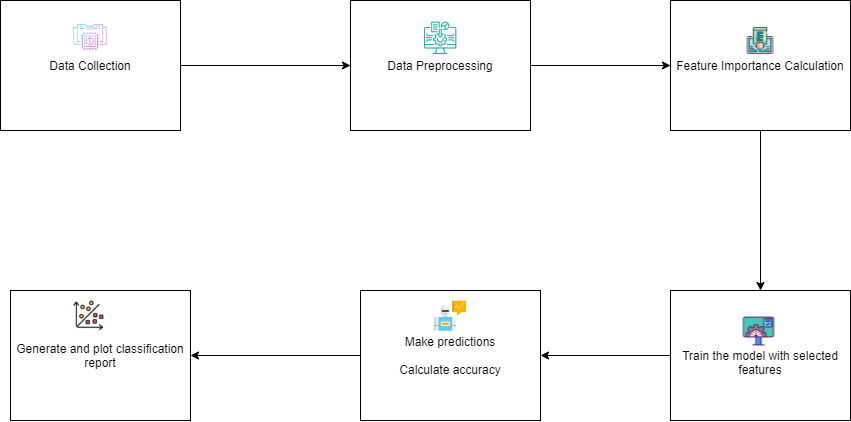 Data Collection
Data Preprocessing
Feature Importance Calculation
Generate and plot classification
report
Make predictions
Calculate accuracy
Train the model with selected
features